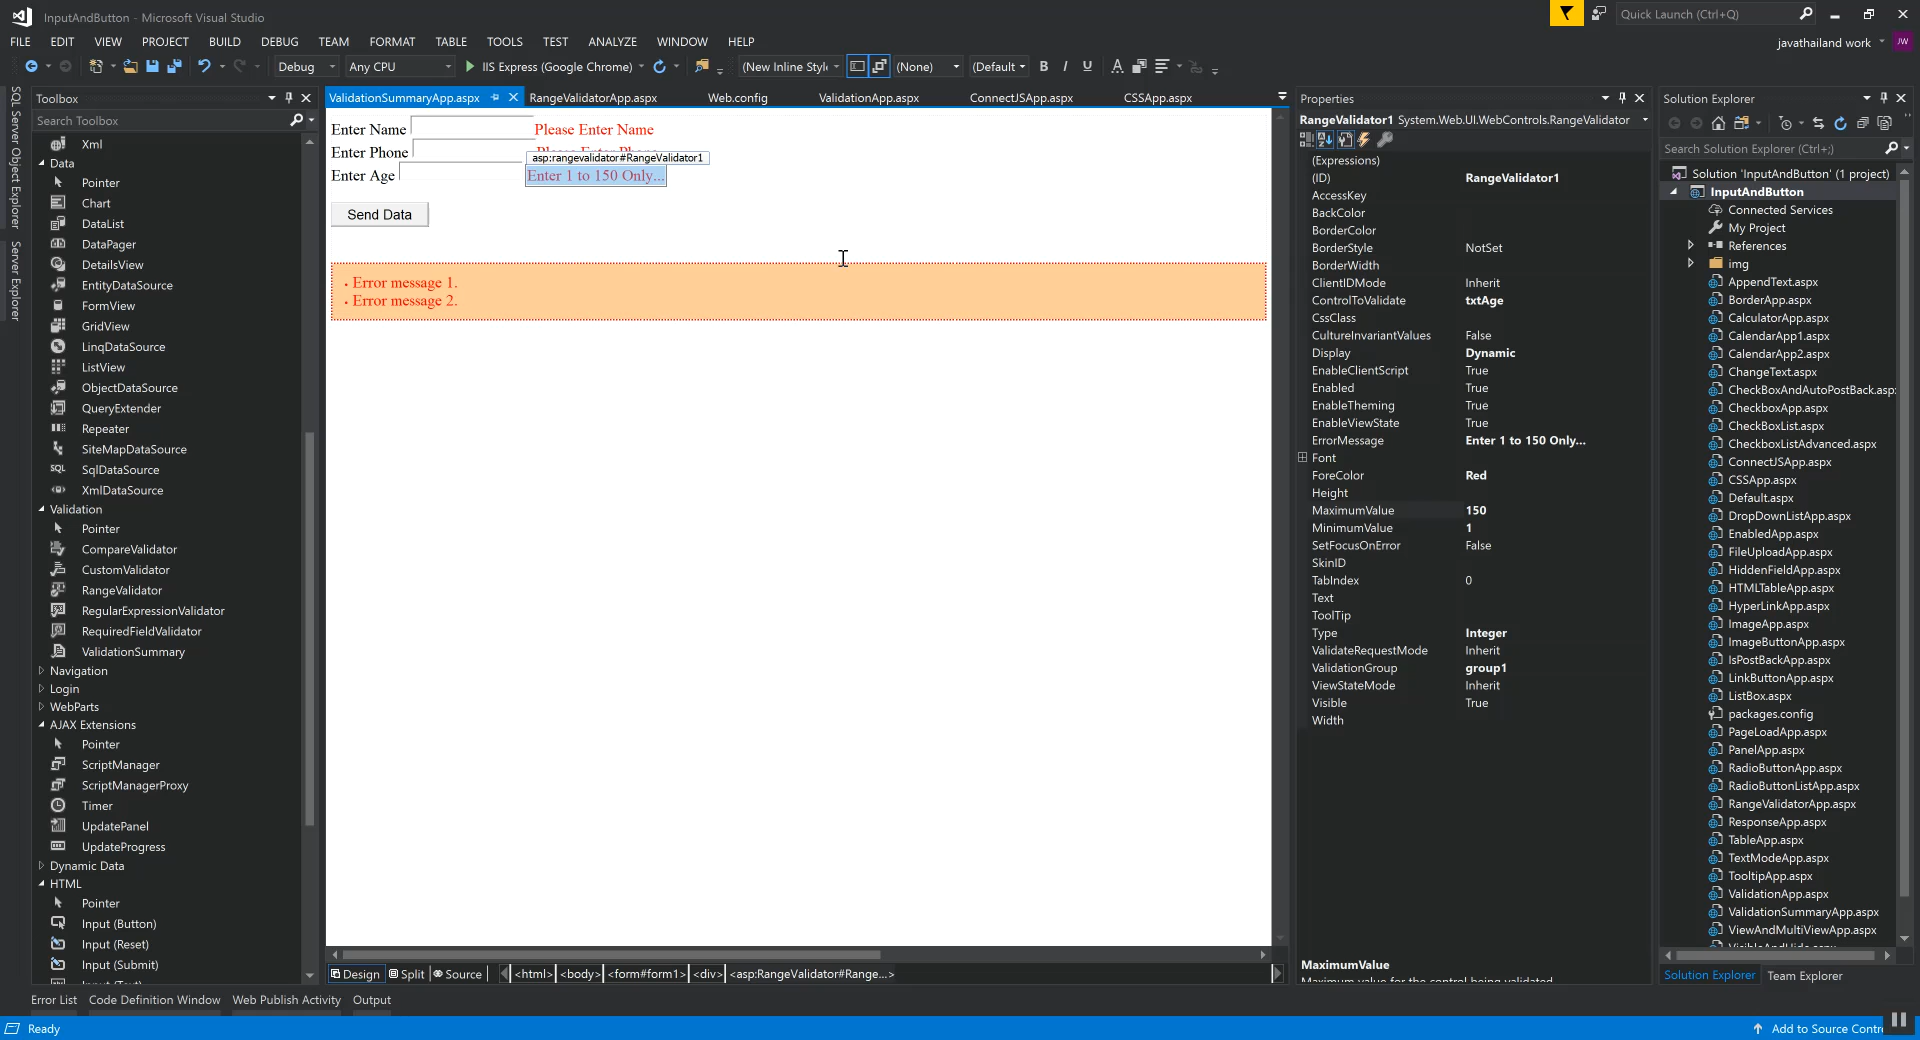 InputAndButton - Microsoft Visual Studio
Quick Launch (Ctrl+Q)
FILE EDIT VIEW PROJECT BUILD DEBUG TEAM FORMAT TABLE TOOLS TEST ANALYZE WINDOW HELP
javathailand work
JW
Debug Any CPU IIS Express (Google Chrome) (New Inline Style (None) (Default B I U A
SQL Server Object Explorer
Server Explorer
Toolbox
Search Toolbox
Xml
Data
Pointer
Chart
DataList
DataPager
DetailsView
EntityDataSource
FormView
GridView
LinqDataSource
ListView
ObjectDataSource
QueryExtender
Repeater
SiteMapDataSource
SQL SqlDataSource
XmlDataSource
Validation
Pointer
CompareValidator
CustomValidator
RangeValidator
RegularExpressionValidator
RequiredFieldValidator
ValidationSummary
Navigation
Login
WebParts
AJAX Extensions
Pointer
ScriptManager
ScriptManagerProxy
Timer
UpdatePanel
UpdateProgress
Dynamic Data
HTML
Pointer
Input (Button)
Input (Reset)
Input (Submit)
Input (Text)
ValidationSummaryApp.aspx RangeValidatorApp.aspx Web.config ValidationApp.aspx ConnectJSApp.aspx CSSApp.aspx
Enter Name Please Enter Name
Enter Phone Please Enter Phone
asp:rangevalidator#RangeValidator1
Enter Age Enter 1 to 150 Only...
Send Data
• Error message 1.
• Error message 2.
Design Split Source <html> <body> <form#form1> <div> <asp:RangeValidator#Range...>
Properties
RangeValidator1 System.Web.UI.WebControls.RangeValidator
(Expressions)
(ID) RangeValidator1
AccessKey
BackColor
BorderColor
BorderStyle NotSet
BorderWidth
ClientIDMode Inherit
ControlToValidate txtAge
CssClass
CultureInvariantValues False
Display Dynamic
EnableClientScript True
Enabled True
EnableTheming True
EnableViewState True
ErrorMessage Enter 1 to 150 Only...
Font
ForeColor Red
Height
MaximumValue 150
MinimumValue 1
SetFocusOnError False
SkinID
TabIndex 0
Text
ToolTip
Type Integer
ValidateRequestMode Inherit
ValidationGroup group1
ViewStateMode Inherit
Visible True
Width
MaximumValue
Maximum value for the control being validated
Solution Explorer
Search Solution Explorer (Ctrl+;)
Solution 'InputAndButton' (1 project)
InputAndButton
Connected Services
My Project
References
img
AppendText.aspx
BorderApp.aspx
CalculatorApp.aspx
CalendarApp1.aspx
CalendarApp2.aspx
ChangeText.aspx
CheckBoxAndAutoPostBack.asp
CheckboxApp.aspx
CheckBoxList.aspx
CheckboxListAdvanced.aspx
ConnectJSApp.aspx
CSSApp.aspx
Default.aspx
DropDownListApp.aspx
EnabledApp.aspx
FileUploadApp.aspx
HiddenFieldApp.aspx
HTMLTableApp.aspx
HyperLinkApp.aspx
ImageApp.aspx
ImageButtonApp.aspx
IsPostBackApp.aspx
LinkButtonApp.aspx
ListBox.aspx
packages.config
PageLoadApp.aspx
PanelApp.aspx
RadioButtonApp.aspx
RadioButtonListApp.aspx
RangeValidatorApp.aspx
ResponseApp.aspx
TableApp.aspx
TextModeApp.aspx
TooltipApp.aspx
ValidationApp.aspx
ValidationSummaryApp.aspx
ViewAndMultiViewApp.aspx
VisibleAndHide.aspx
Solution Explorer Team Explorer
Error List Code Definition Window Web Publish Activity Output
Ready
Add to Source Contr